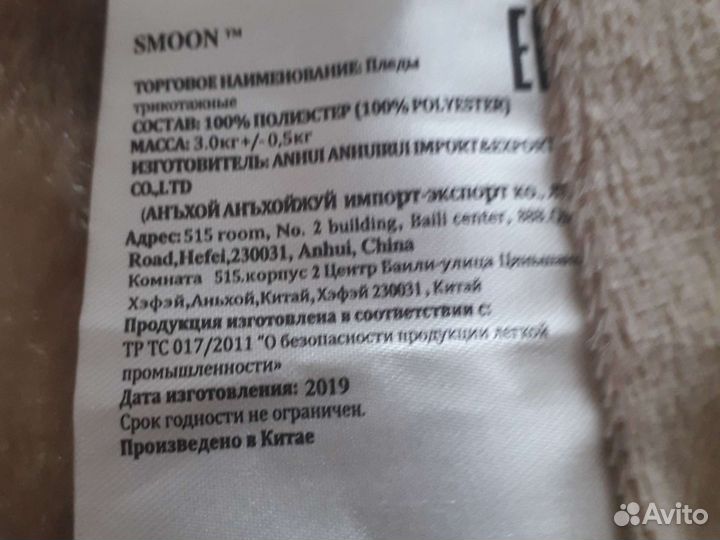 SMOON ™
ТОРГОВОЕ НАИМЕНОВАНИЕ: Пледы
трикотажные
СОСТАВ: 100% ПОЛИЭСТЕР (100% POLYESTER)
МАССА: 3.0кг+/- 0,5кг
ИЗГОТОВИТЕЛЬ: ANHUI ANHUIRUI IMPORT&EXPORT
CO.,LTD
(АНЪХОЙ АНЪХОЙЖУЙ импорт-экспорт ко.,
Адрес: 515 room, No. 2 building, Baili center, 888
Road,Hefei,230031, Anhui, China
Комната 515.корпус 2 Центр Баили-улица
Хэфэй,Аньхой,Китай,Хэфэй 230031, Китай
Продукция изготовлена в соответствии с:
ТР ТС 017/2011 "О безопасности продукции легкой
промышленности»
Дата изготовления: 2019
Срок годности не ограничен.
Произведено в Китае
Avito